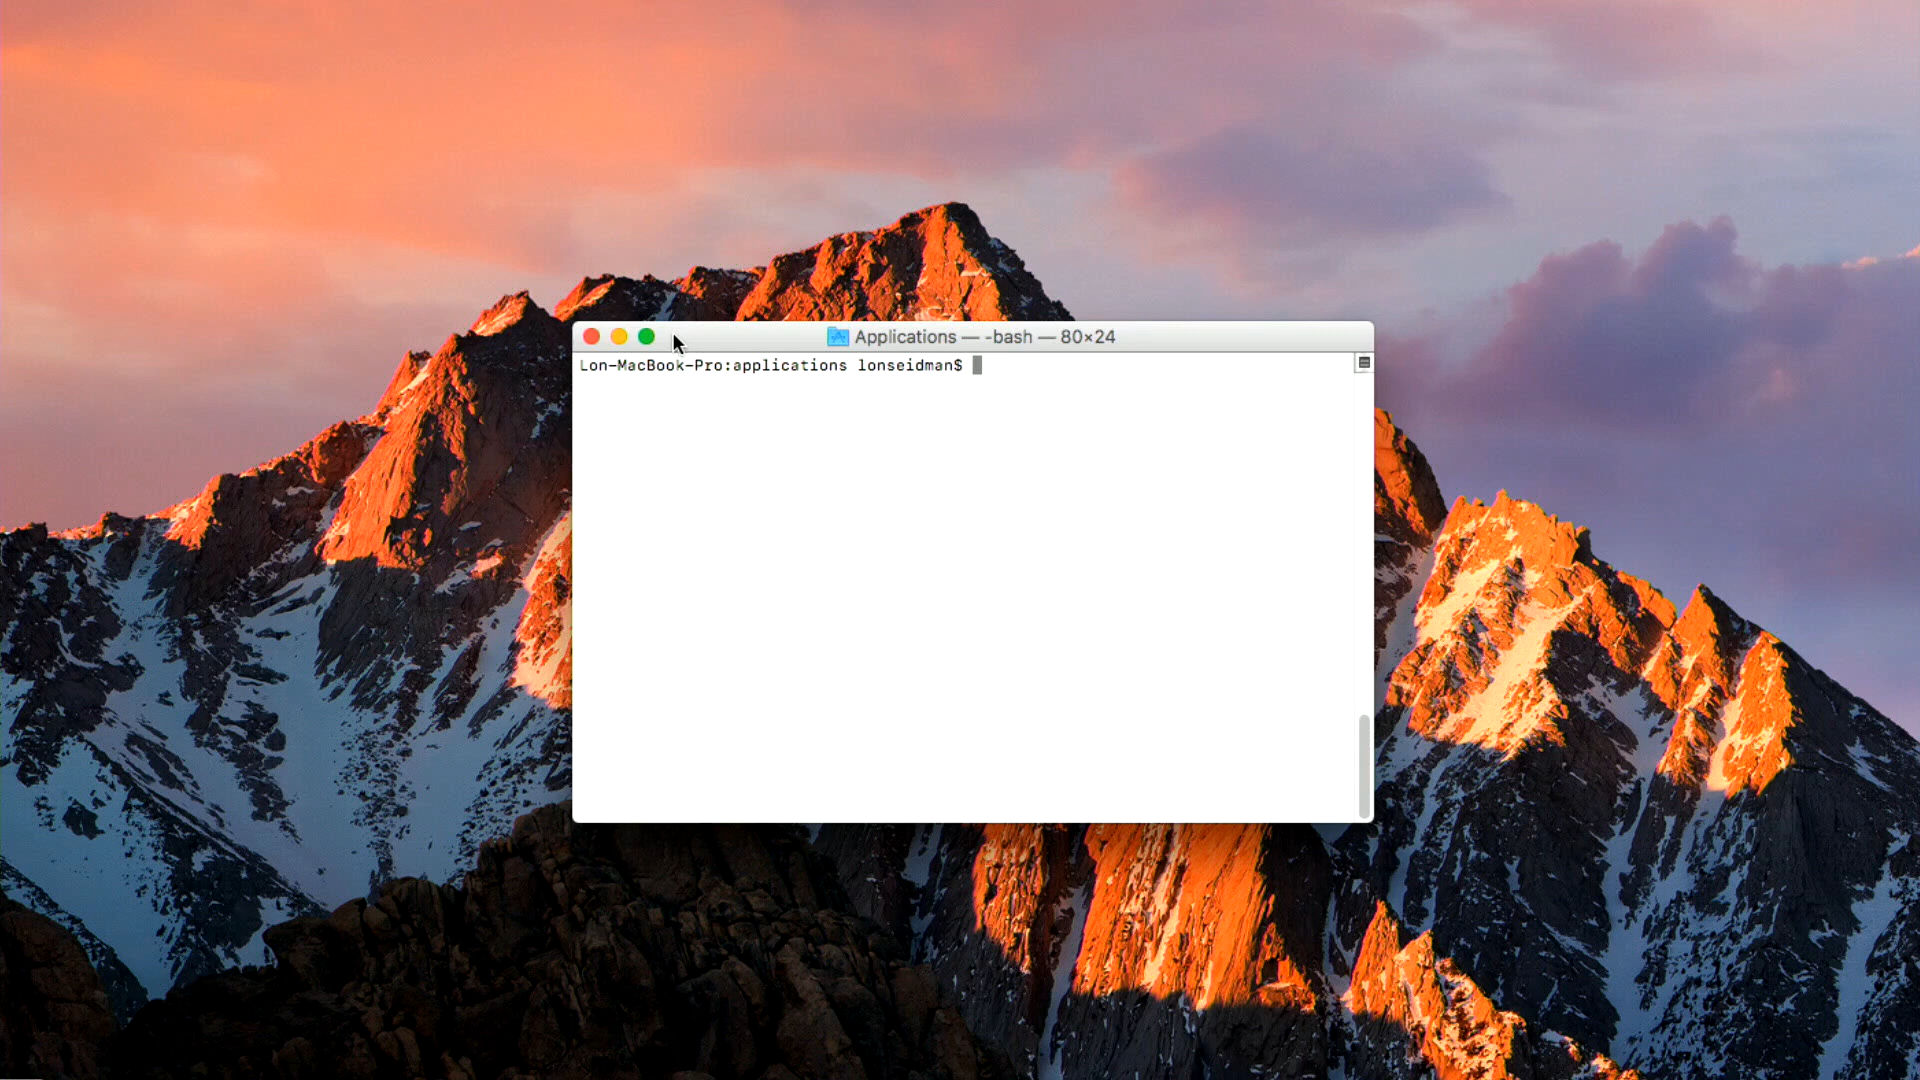 Applications — -bash — 80×24
Lon-MacBook-Pro:applications lonseidman$